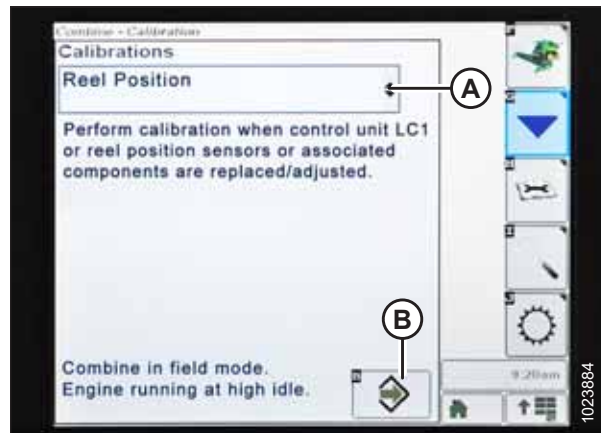 Combine - Calibration
Calibrations
Reel Position
A
Perform calibration when control unit LC1
or reel position sensors or associated
components are replaced/adjusted.
B
Combine in field mode.
Engine running at high idle.
9:20am
1023884